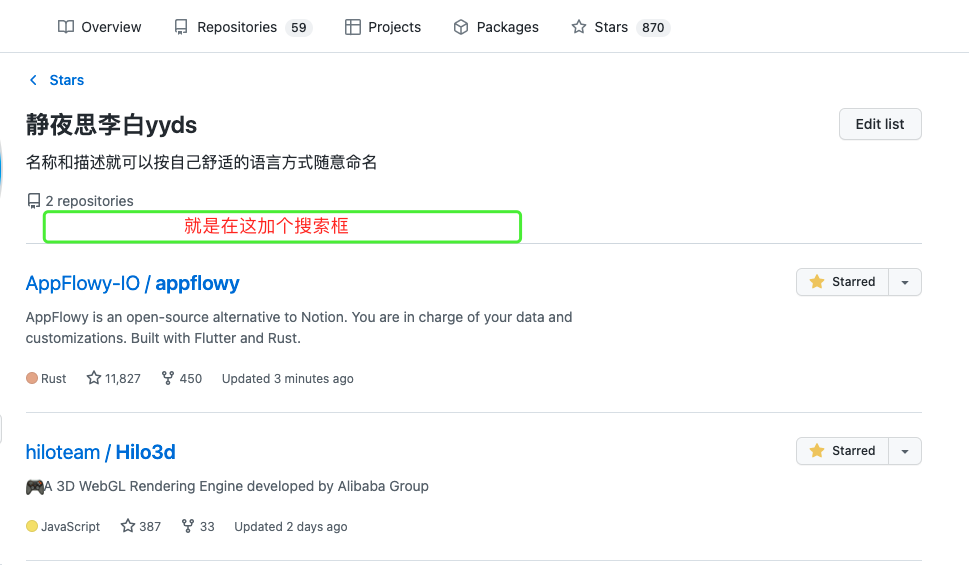 Overview Repositories 59 Projects Packages Stars 870
Stars
静夜思李白yyds
Edit list
名称和描述就可以按自己舒适的语言方式随意命名
2 repositories
就是在这加个搜索框
AppFlowy-IO / appflowy
Starred
AppFlowy is an open-source alternative to Notion. You are in charge of your data and
customizations. Built with Flutter and Rust.
Rust 11,827 450 Updated 3 minutes ago
hiloteam / Hilo3d
Starred
🎮A 3D WebGL Rendering Engine developed by Alibaba Group
JavaScript 387 33 Updated 2 days ago